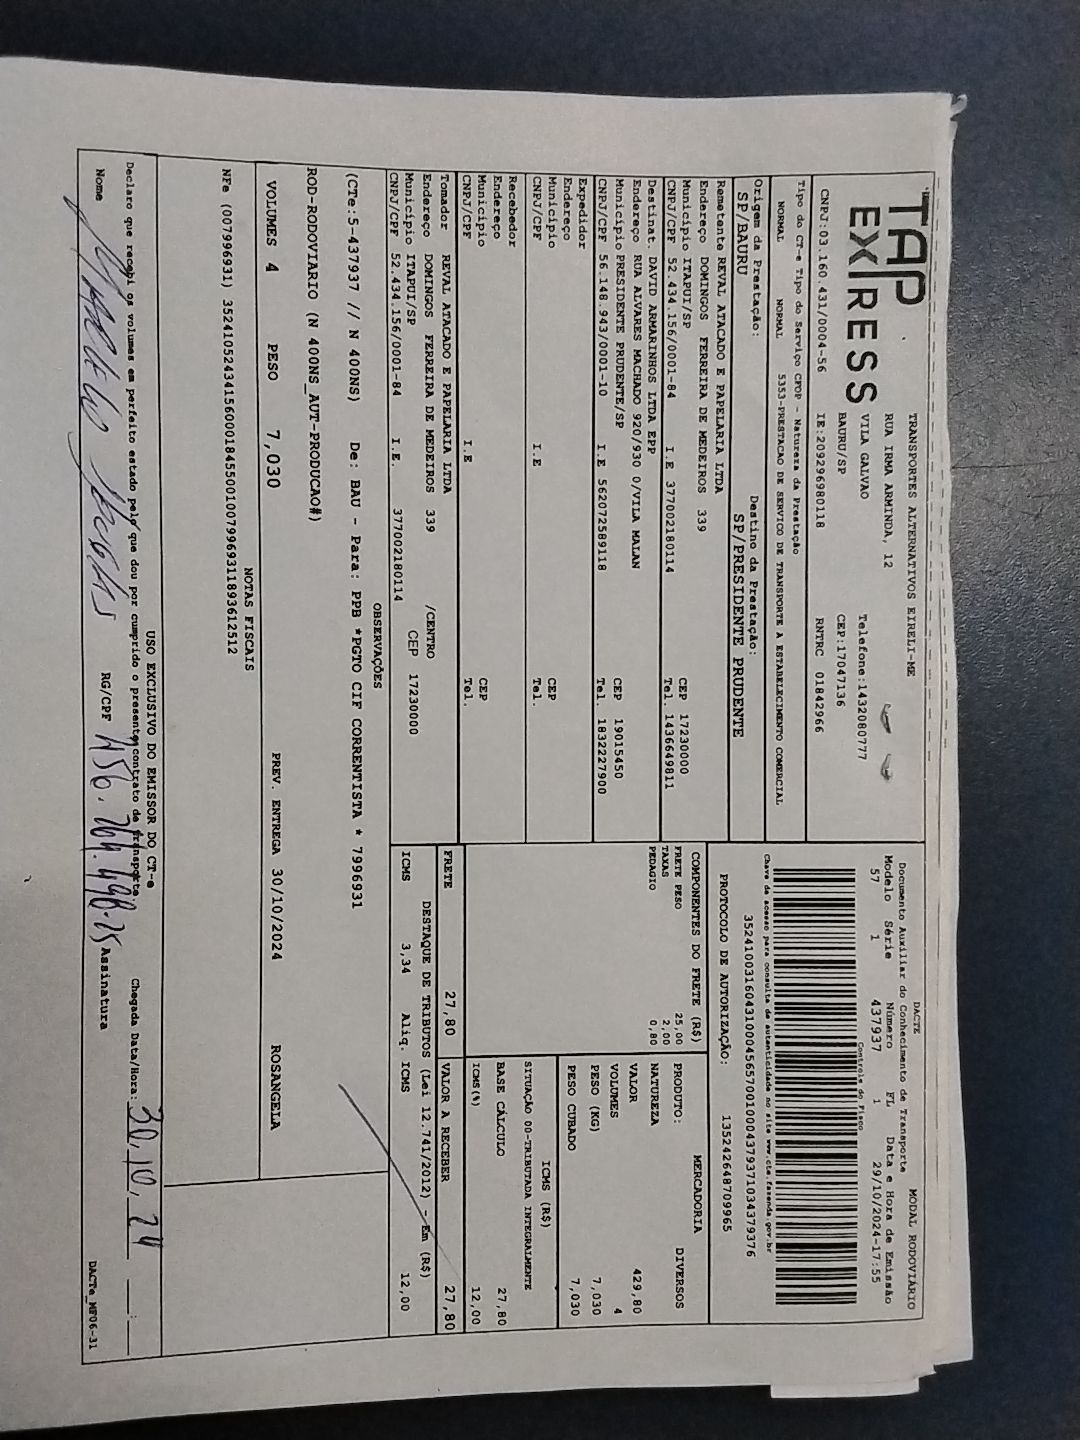 TAP EXPRESS
TRANSPORTES ALTERNATIVOS EIRELI-ME
RUA IRMA ARMINDA, 12
VILA GALVAO Telefone:1432080777
BAURU/SP CEP:17047136
CNPJ:03.160.431/0004-56 IE:209296980118 RNTRC 01842966
DACTE
Documento Auxiliar do Conhecimento de Transporte
MODAL RODOVIÁRIO
Modelo Série Número FL Data e Hora de Emissão
57 1 437937 1 29/10/2024-17:55
Controle do Fisco
Chave de acesso para consulta de autenticidade no site www.cte.fazenda.gov.br
35241003160431000456570010004379371034379376
PROTOCOLO DE AUTORIZAÇÃO: 135242648709965
Tipo do CT-e Tipo do Serviço CFOP - Natureza da Prestação
NORMAL NORMAL 5353-PRESTACAO DE SERVICO DE TRANSPORTE A ESTABELECIMENTO COMERCIAL
Origem da Prestação: Destino da Prestação:
SP/BAURU SP/PRESIDENTE PRUDENTE
Remetente REVAL ATACADO E PAPELARIA LTDA
Endereço DOMINGOS FERREIRA DE MEDEIROS 339
Município ITAPUI/SP CEP 17230000
CNPJ/CPF 52.434.156/0001-84 I.E 377002180114 Tel. 1436649811
Destinat. DAVID ARMARINHOS LTDA EPP
Endereço RUA ALVARES MACHADO 920/930 0/VILA MALAN
Município PRESIDENTE PRUDENTE/SP CEP 19015450
CNPJ/CPF 56.148.943/0001-10 I.E 562072589118 Tel. 1832227900
Expedidor
Endereço
Município CEP
CNPJ/CPF I.E Tel.
Recebedor
Endereço
Município CEP
CNPJ/CPF I.E Tel.
Tomador REVAL ATACADO E PAPELARIA LTDA
Endereço DOMINGOS FERREIRA DE MEDEIROS 339 /CENTRO
Município ITAPUI/SP CEP 17230000
CNPJ/CPF 52.434.156/0001-84 I.E. 377002180114
COMPONENTES DO FRETE (R$)
FRETE PESO 25,00
TAXAS 2,00
PEDAGIO 0,80
MERCADORIA
PRODUTO:
NATUREZA DIVERSOS
VALOR 429,80
VOLUMES 4
PESO (KG) 7,030
PESO CUBADO 7,030
ICMS (R$)
SITUAÇÃO 00-TRIBUTADA INTEGRALMENTE
BASE CÁLCULO 27,80
ICMS(%) 12,00
FRETE 27,80 VALOR A RECEBER 27,80
DESTAQUE DE TRIBUTOS (Lei 12.741/2012) - Em (R$)
ICMS 3,34 Aliq. ICMS 12,00
OBSERVAÇÕES
(CTe:5-437937 // N 400NS) De: BAU - Para: PPB *PGTO CIF CORRENTISTA * 7996931
ROD-RODOVIARIO (N 400NS_AUT-PRODUCAO#)
VOLUMES 4 PESO 7,030 PREV. ENTREGA 30/10/2024 ROSANGELA
NOTAS FISCAIS
NFe (007996931) 35241052434156000184550010079969311893612512
USO EXCLUSIVO DO EMISSOR DO CT-e
Declaro que recebi os volumes em perfeito estado pelo que dou por cumprido o presente contrato de transporte.
Chegada Data/Hora: 30, 10, 24 :
Nome RG/CPF Assinatura
DACTe_MF06-31